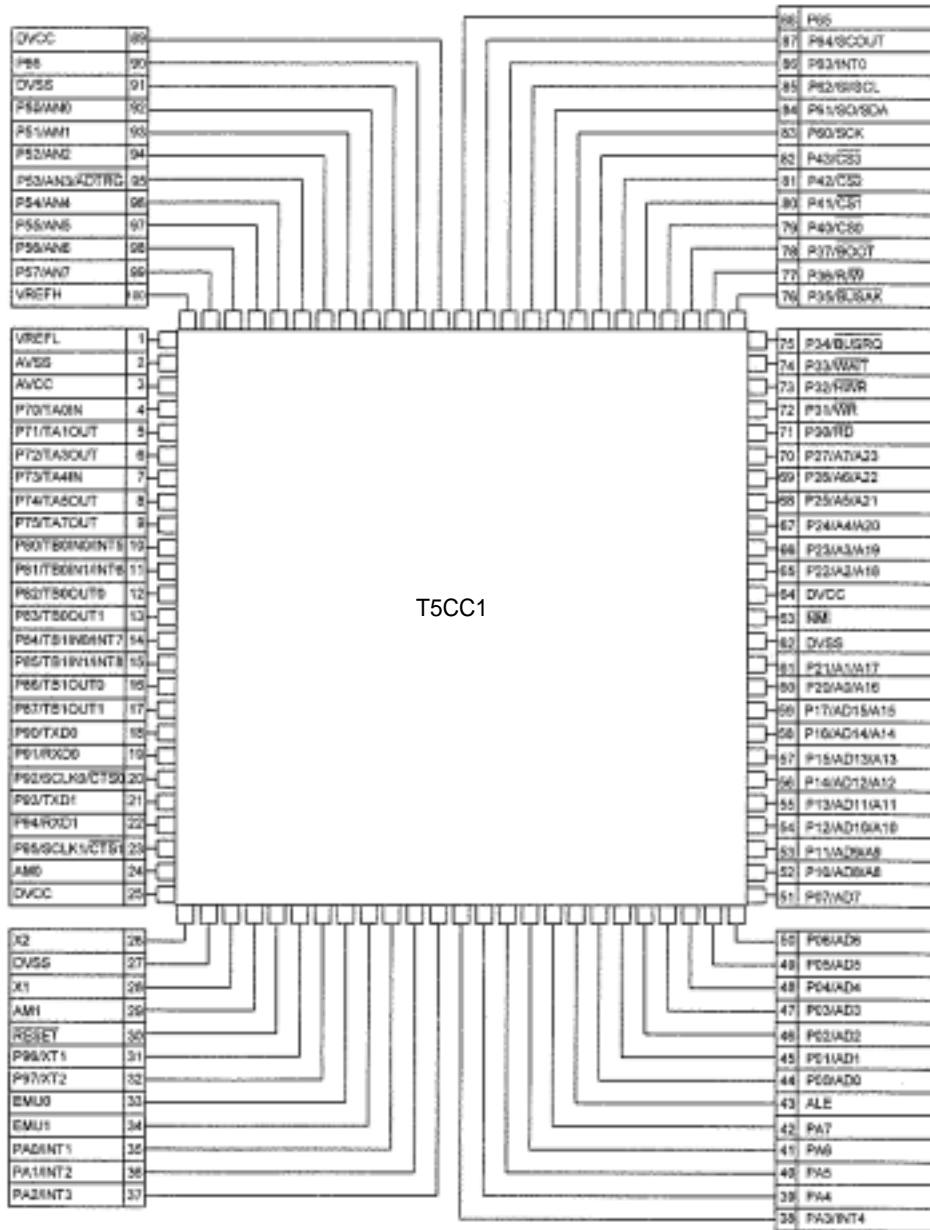 DVCC 89
P66 90
DVSS 91
P50/AN0 92
P51/AN1 93
P52/AN2 94
P53/AN3/ADTRG 95
P54/AN4 96
P55/AN5 97
P56/AN6 98
P57/AN7 99
VREFH 100
88 P65
87 P64/SCOUT
86 P63/INT0
85 P62/SI/SCL
84 P61/SO/SDA
83 P60/SCK
82 P43/CS3
81 P42/CS2
80 P41/CS1
79 P40/CS0
78 P37/BOOT
77 P36/R/W
76 P35/BUSAK
VREFL 1
AVSS 2
AVCC 3
P70/TA0IN 4
P71/TA1OUT 5
P72/TA3OUT 6
P73/TA4IN 7
P74/TA5OUT 8
P75/TA7OUT 9
P80/TB0IN0/INT5 10
P81/TB0IN1/INT6 11
P82/TB0OUT0 12
P83/TB0OUT1 13
P84/TB1IN0/INT7 14
P85/TB1IN1/INT8 15
P86/TB1OUT0 16
P87/TB1OUT1 17
P90/TXD0 18
P91/RXD0 19
P92/SCLK0/CTS0 20
P93/TXD1 21
P94/RXD1 22
P95/SCLK1/CTS1 23
AM0 24
DVCC 25
T5CC1
75 P34/BUSRQ
74 P33/WAIT
73 P32/HWR
72 P31/WR
71 P30/RD
70 P27/A7/A23
69 P26/A6/A22
68 P25/A5/A21
67 P24/A4/A20
66 P23/A3/A19
65 P22/A2/A18
64 DVCC
63 NMI
62 DVSS
61 P21/A1/A17
60 P20/A0/A16
59 P17/AD15/A15
58 P16/AD14/A14
57 P15/AD13/A13
56 P14/AD12/A12
55 P13/AD11/A11
54 P12/AD10/A10
53 P11/AD9/A9
52 P10/AD8/A8
51 P07/AD7
X2 26
DVSS 27
X1 28
AM1 29
RESET 30
P96/XT1 31
P97/XT2 32
EMU0 33
EMU1 34
PA0/INT1 35
PA1/INT2 36
PA2/INT3 37
50 P06/AD6
49 P05/AD5
48 P04/AD4
47 P03/AD3
46 P02/AD2
45 P01/AD1
44 P00/AD0
43 ALE
42 PA7
41 PA6
40 PA5
39 PA4
38 PA3/INT4